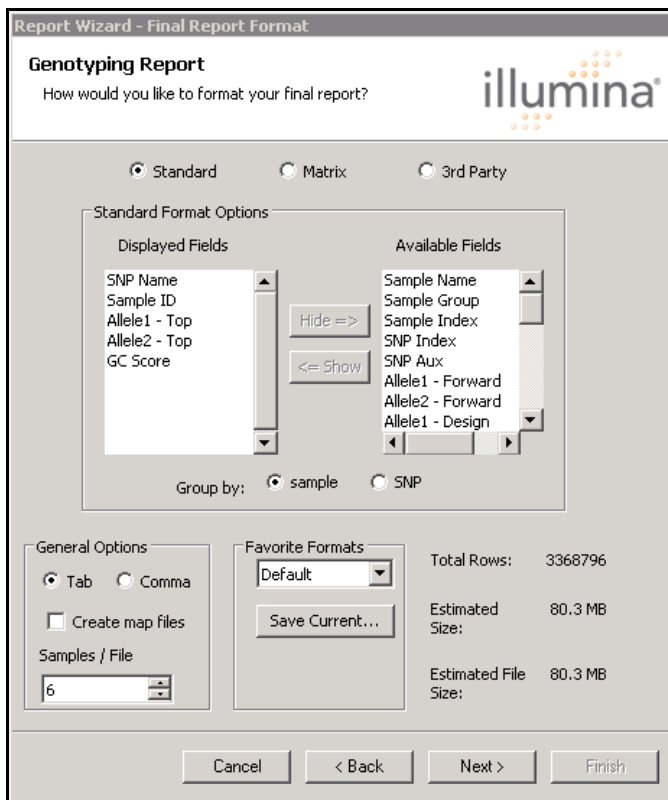 Report Wizard - Final Report Format
Genotyping Report
How would you like to format your final report?
illumina®
Standard
Matrix
3rd Party
Standard Format Options
Displayed Fields
SNP Name
Sample ID
Allele1 - Top
Allele2 - Top
GC Score
Hide =>
<= Show
Available Fields
Sample Name
Sample Group
Sample Index
SNP Index
SNP Aux
Allele1 - Forward
Allele2 - Forward
Allele1 - Design
Group by:
sample
SNP
General Options
Tab
Comma
Create map files
Samples / File
6
Favorite Formats
Default
Save Current...
Total Rows: 3368796
Estimated
Size:
80.3 MB
Estimated File
Size:
80.3 MB
Cancel
< Back
Next >
Finish